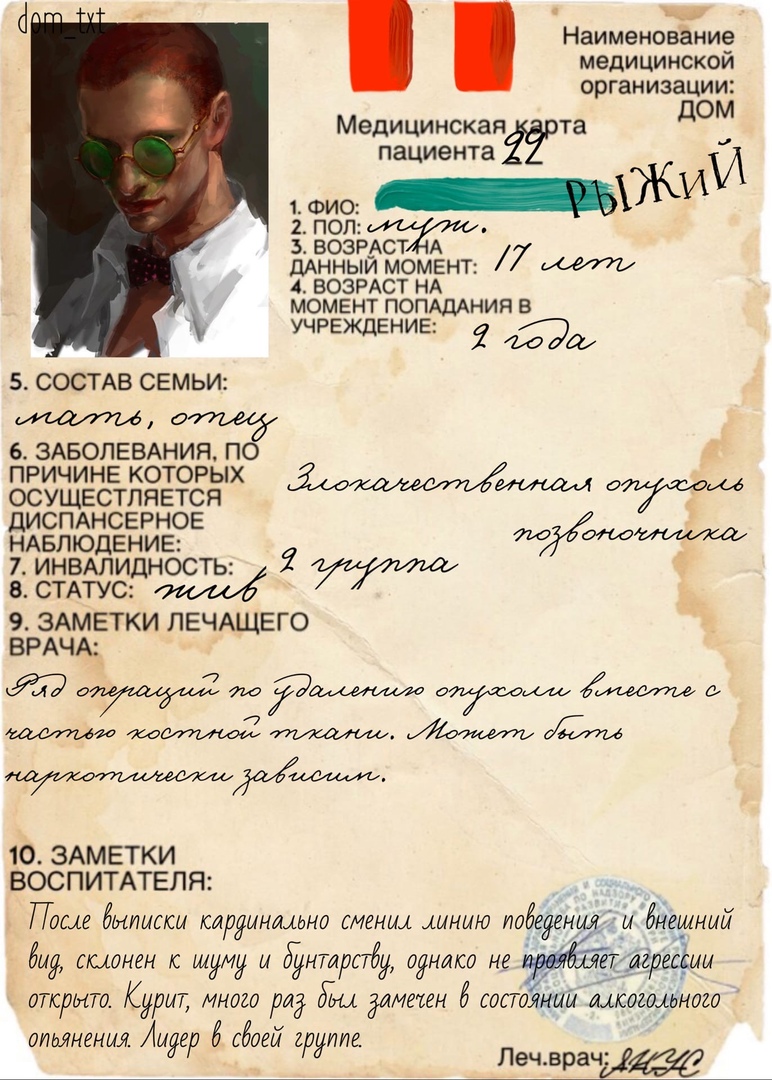 dom_txt
Наименование
медицинской
организации:
ДОМ
Медицинская карта
пациента 22
РЫЖИЙ
1. ФИО:
2. ПОЛ: муж.
3. ВОЗРАСТ НА
ДАННЫЙ МОМЕНТ: 17 лет
4. ВОЗРАСТ НА
МОМЕНТ ПОПАДАНИЯ В
УЧРЕЖДЕНИЕ: 2 года
5. СОСТАВ СЕМЬИ:
мать, отец
6. ЗАБОЛЕВАНИЯ, ПО
ПРИЧИНЕ КОТОРЫХ
ОСУЩЕСТЛЯЕТСЯ
ДИСПАНСЕРНОЕ
НАБЛЮДЕНИЕ:
Злокачественная опухоль
позвоночника
7. ИНВАЛИДНОСТЬ: 2 группа
8. СТАТУС: жив
9. ЗАМЕТКИ ЛЕЧАЩЕГО
ВРАЧА:
Ряд операций по удалению опухоли вместе с
частью костной ткани. Может быть
наркотически зависим.
10. ЗАМЕТКИ
ВОСПИТАТЕЛЯ:
После выписки кардинально сменил линию поведения и внешний
вид, склонен к шуму и бунтарству, однако не проявляет агрессии
открыто. Курит, много раз был замечен в состоянии алкогольного
опьянения. Лидер в своей группе.
Леч.врач: